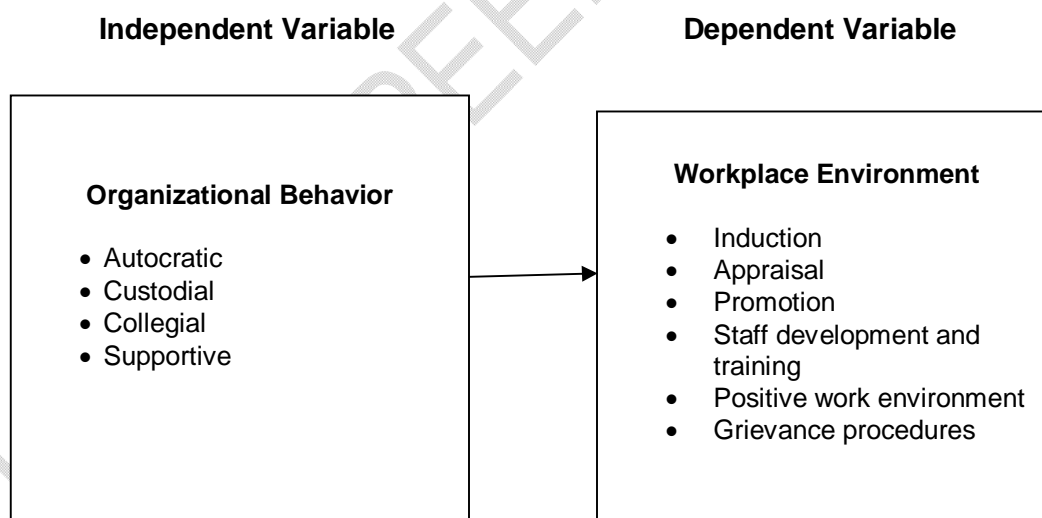 Independent Variable
Dependent Variable
Organizational Behavior
• Autocratic
• Custodial
• Collegial
• Supportive
Workplace Environment
• Induction
• Appraisal
• Promotion
• Staff development and
training
• Positive work environment
• Grievance procedures